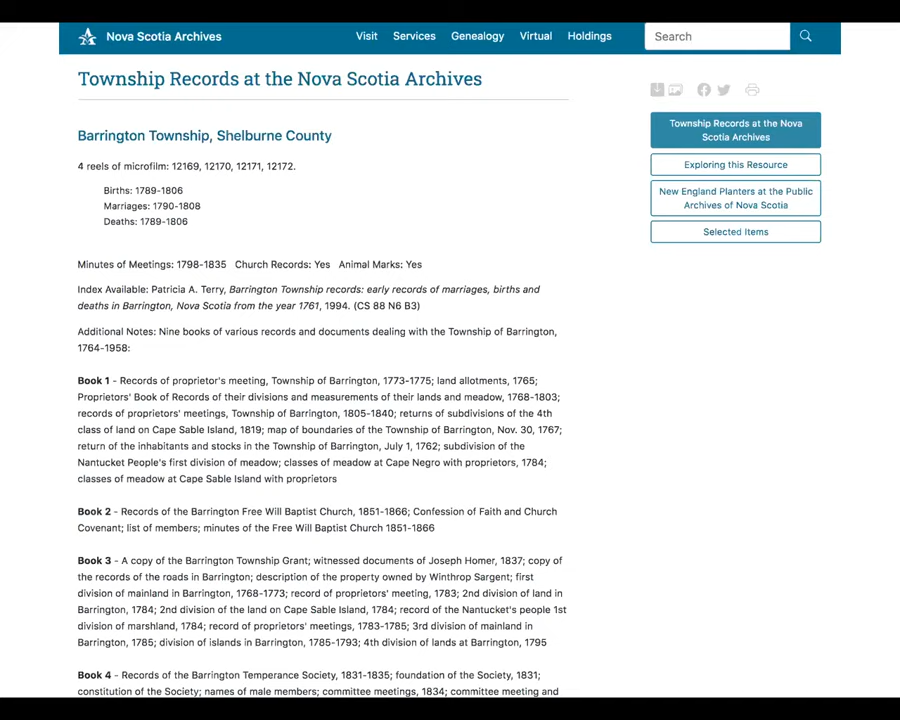 Nova Scotia Archives
Visit Services Genealogy Virtual Holdings
Search
Township Records at the Nova Scotia Archives
Barrington Township, Shelburne County
4 reels of microfilm: 12169, 12170, 12171, 12172.
Births: 1789-1806
Marriages: 1790-1808
Deaths: 1789-1806
Minutes of Meetings: 1798-1835 Church Records: Yes Animal Marks: Yes
Index Available: Patricia A. Terry, Barrington Township records: early records of marriages, births and
deaths in Barrington, Nova Scotia from the year 1761, 1994. (CS 88 N6 B3)
Additional Notes: Nine books of various records and documents dealing with the Township of Barrington,
1764-1958:
Book 1 - Records of proprietor's meeting, Township of Barrington, 1773-1775; land allotments, 1765;
Proprietors' Book of Records of their divisions and measurements of their lands and meadow, 1768-1803;
records of proprietors' meetings, Township of Barrington, 1805-1840; returns of subdivisions of the 4th
class of land on Cape Sable Island, 1819; map of boundaries of the Township of Barrington, Nov. 30, 1767;
return of the inhabitants and stocks in the Township of Barrington, July 1, 1762; subdivision of the
Nantucket People's first division of meadow; classes of meadow at Cape Negro with proprietors, 1784;
classes of meadow at Cape Sable Island with proprietors
Book 2 - Records of the Barrington Free Will Baptist Church, 1851-1866; Confession of Faith and Church
Covenant; list of members; minutes of the Free Will Baptist Church 1851-1866
Book 3 - A copy of the Barrington Township Grant; witnessed documents of Joseph Homer, 1837; copy of
the records of the roads in Barrington; description of the property owned by Winthrop Sargent; first
division of mainland in Barrington, 1768-1773; record of proprietors' meeting, 1783; 2nd division of land in
Barrington, 1784; 2nd division of the land on Cape Sable Island, 1784; record of the Nantucket's people 1st
division of marshland, 1784; record of proprietors' meetings, 1783-1785; 3rd division of mainland in
Barrington, 1785; division of islands in Barrington, 1785-1793; 4th division of lands at Barrington, 1795
Book 4 - Records of the Barrington Temperance Society, 1831-1835; foundation of the Society, 1831;
constitution of the Society; names of male members; committee meetings, 1834; committee meeting and
Township Records at the Nova
Scotia Archives
Exploring this Resource
New England Planters at the Public
Archives of Nova Scotia
Selected Items